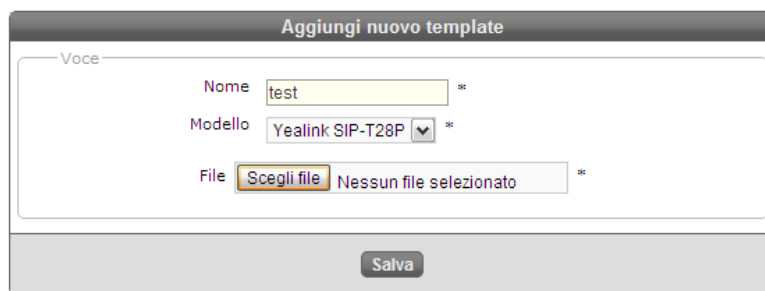 Aggiungi nuovo template
Voce
Nome test *
Modello Yealink SIP-T28P *
File Scegli file Nessun file selezionato *
Salva